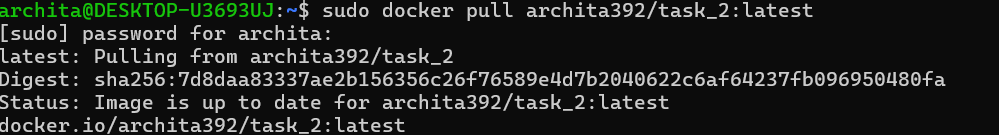 archita@DESKTOP-U3693UJ:~$ sudo docker pull archita392/task_2:latest
[sudo] password for archita:
latest: Pulling from archita392/task_2
Digest: sha256:7d8daa83337ae2b156356c26f76589e4d7b2040622c6af64237fb096950480fa
Status: Image is up to date for archita392/task_2:latest
docker.io/archita392/task_2:latest